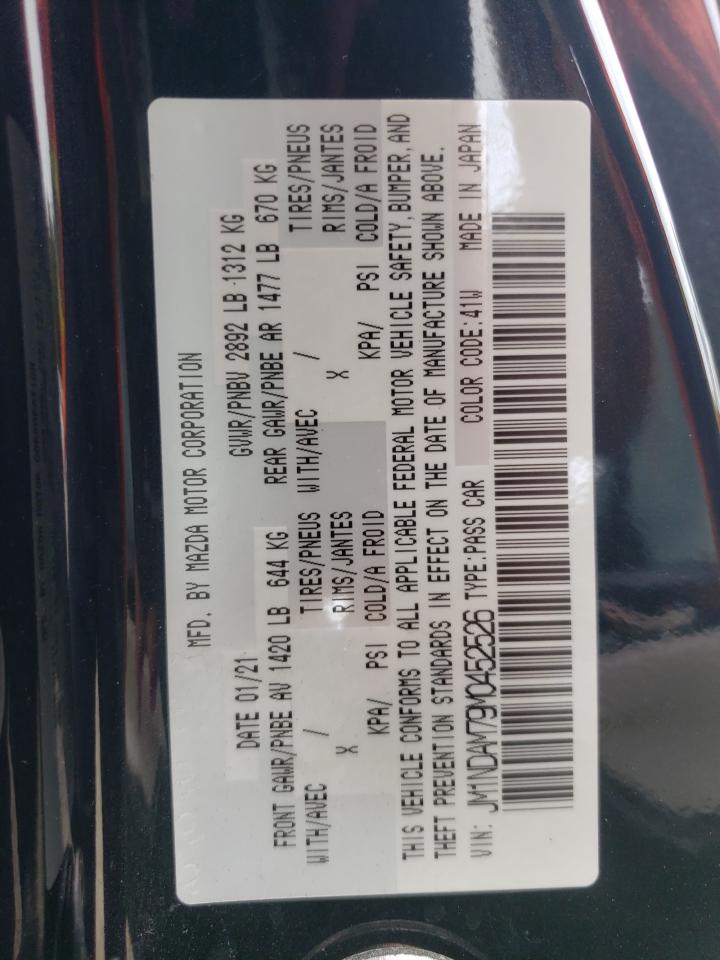 MFD. BY MAZDA MOTOR CORPORATION
DATE 01/21 GVWR/PNBV 2892 LB 1312 KG
FRONT GAWR/PNBE AV 1420 LB 644 KG REAR GAWR/PNBE AR 1477 LB 670 KG
WITH/AVEC / TIRES/PNEUS WITH/AVEC / TIRES/PNEUS
X RIMS/JANTES X RIMS/JANTES
KPA/ PSI COLD/A FROID KPA/ PSI COLD/A FROID
THIS VEHICLE CONFORMS TO ALL APPLICABLE FEDERAL MOTOR VEHICLE SAFETY, BUMPER, AND
THEFT PREVENTION STANDARDS IN EFFECT ON THE DATE OF MANUFACTURE SHOWN ABOVE.
VIN: JM1NDAM79M0452526 TYPE:PASS CAR COLOR CODE:41W MADE IN JAPAN